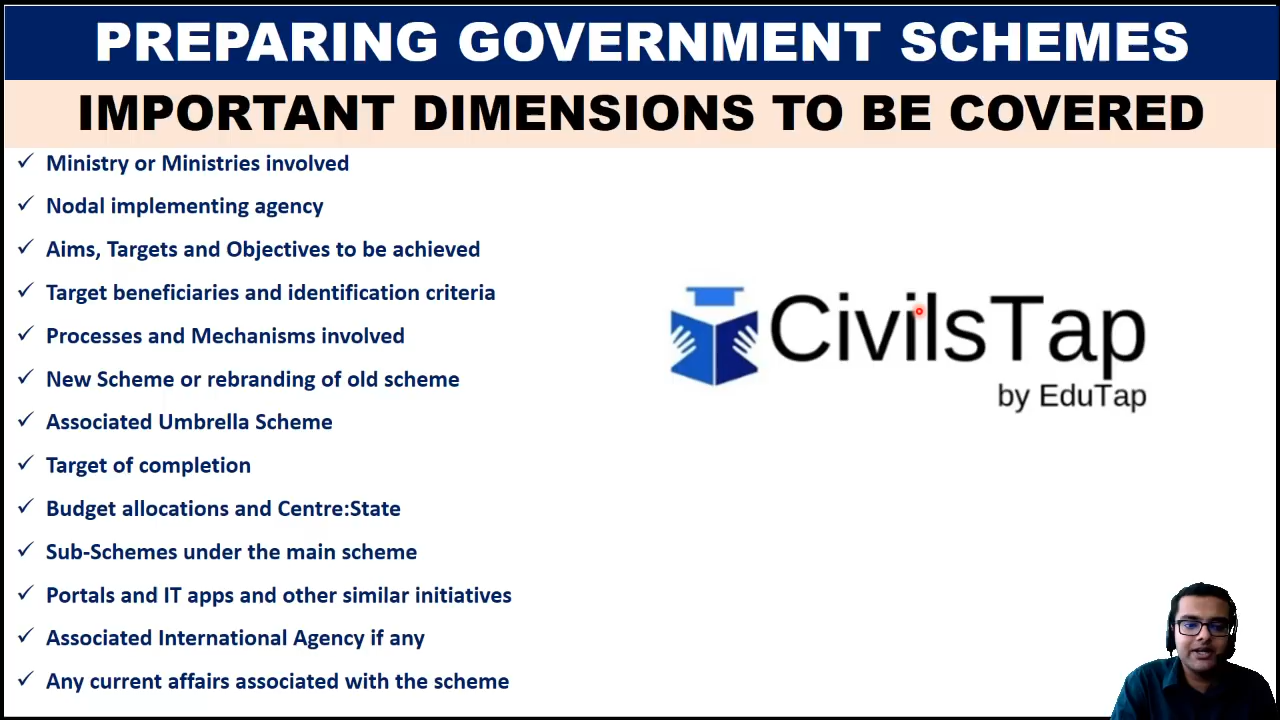 PREPARING GOVERNMENT SCHEMES
IMPORTANT DIMENSIONS TO BE COVERED
✓ Ministry or Ministries involved
✓ Nodal implementing agency
✓ Aims, Targets and Objectives to be achieved
✓ Target beneficiaries and identification criteria
✓ Processes and Mechanisms involved
✓ New Scheme or rebranding of old scheme
✓ Associated Umbrella Scheme
✓ Target of completion
✓ Budget allocations and Centre:State
✓ Sub-Schemes under the main scheme
✓ Portals and IT apps and other similar initiatives
✓ Associated International Agency if any
✓ Any current affairs associated with the scheme
CivilsTap
by EduTap